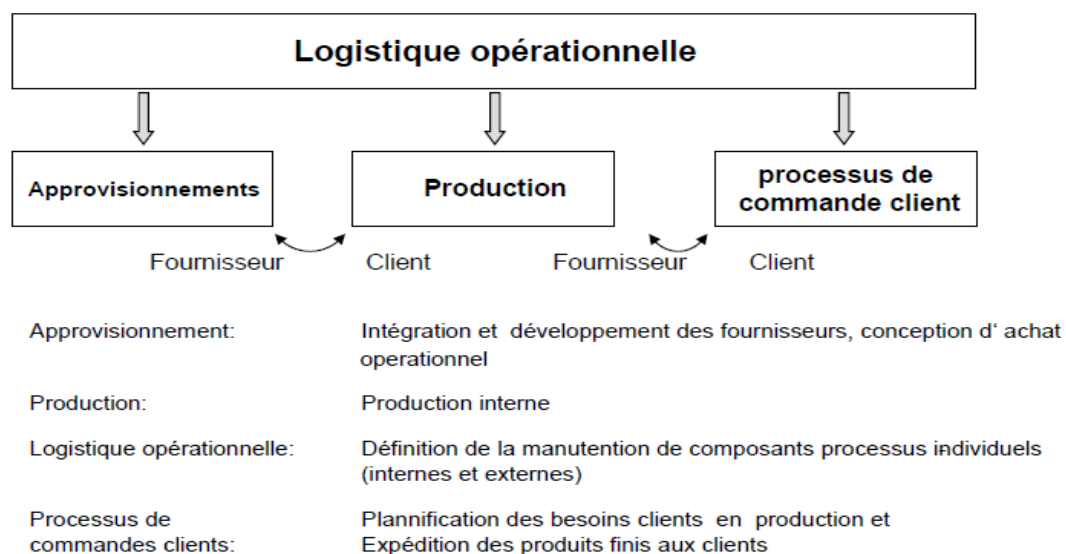 Logistique opérationnelle
Approvisionnements
Production
processus de
commande client
Fournisseur Client Fournisseur Client
Approvisionnement: Intégration et développement des fournisseurs, conception d' achat
operationnel
Production: Production interne
Logistique opérationnelle: Définition de la manutention de composants processus individuels
(internes et externes)
Processus de Plannification des besoins clients en production et
commandes clients: Expédition des produits finis aux clients